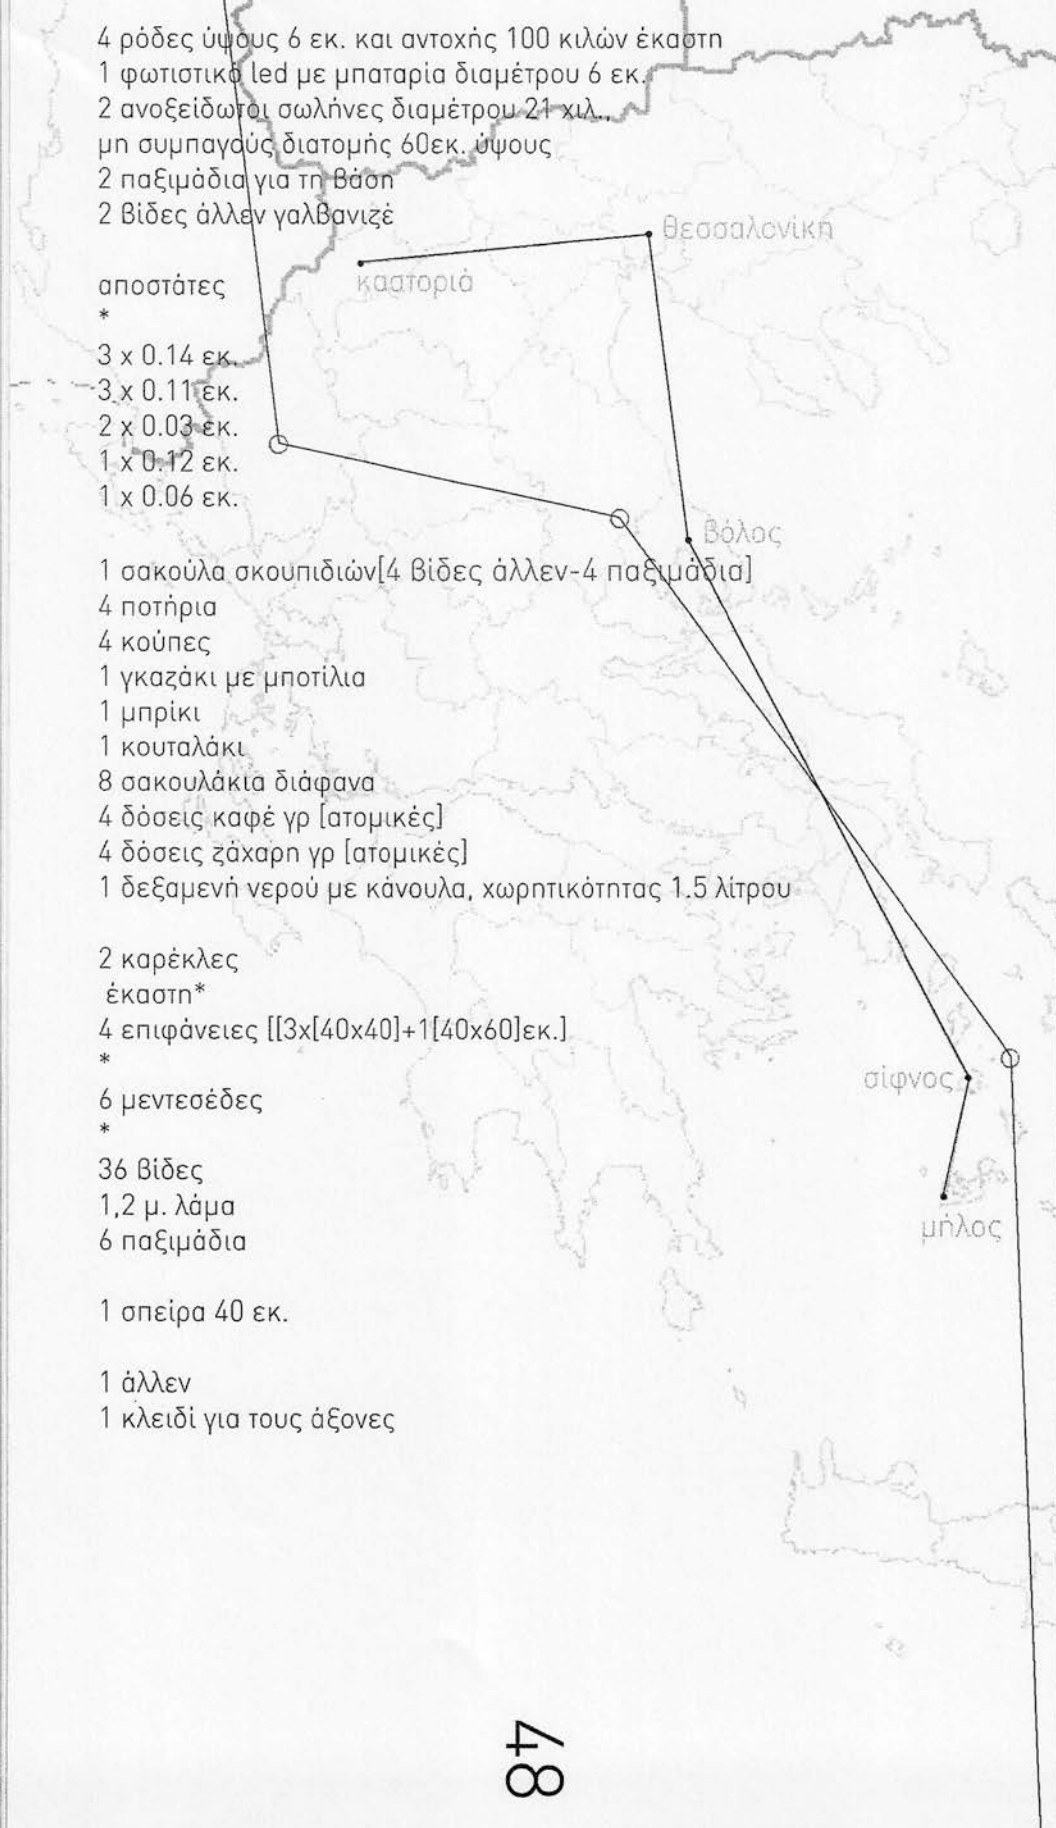 4 ρόδες ύψους 6 εκ. και αντοχής 100 κιλών έκαστη
1 φωτιστικό led με μπαταρία διαμέτρου 6 εκ.
2 ανοξείδωτοι σωλήνες διαμέτρου 21 χιλ.,
μη συμπαγούς διατομής 60εκ. ύψους
2 παξιμάδια για τη βάση
2 βίδες άλλεν γαλβανιζέ
θεσσαλονίκη
καστοριά
αποστάτες
*
3 x 0.14 εκ.
3 x 0.11 εκ.
2 x 0.03 εκ.
1 x 0.12 εκ.
1 x 0.06 εκ.
βόλος
1 σακούλα σκουπιδιών[4 βίδες άλλεν-4 παξιμάδια]
4 ποτήρια
4 κούπες
1 γκαζάκι με μποτίλια
1 μπρίκι
1 κουταλάκι
8 σακουλάκια διάφανα
4 δόσεις καφέ γρ [ατομικές]
4 δόσεις ζάχαρη γρ [ατομικές]
1 δεξαμενή νερού με κάνουλα, χωρητικότητας 1.5 λίτρου
2 καρέκλες
έκαστη*
4 επιφάνειες [[3x[40x40]+1[40x60]εκ.]
*
σίφνος
6 μεντεσέδες
*
36 βίδες
1,2 μ. λάμα
μήλος
6 παξιμάδια
1 σπείρα 40 εκ.
1 άλλεν
1 κλειδί για τους άξονες
48